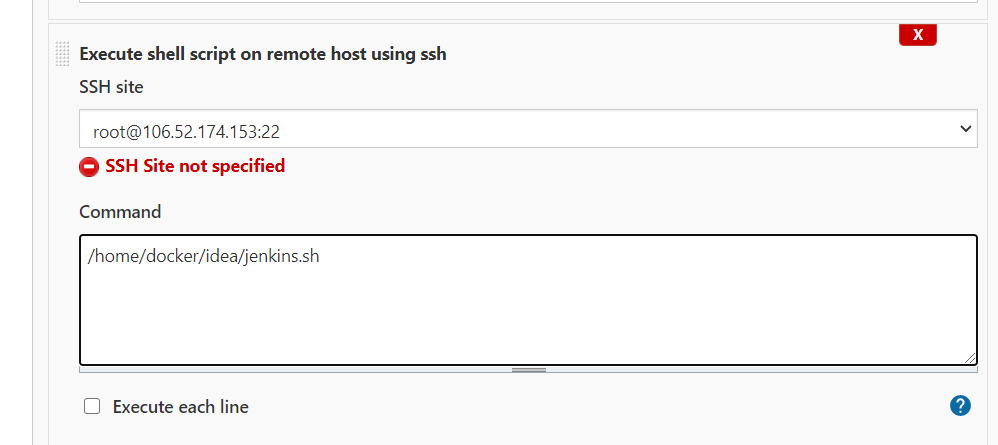 X
Execute shell script on remote host using ssh
SSH site
root@106.52.174.153:22
SSH Site not specified
Command
/home/docker/idea/jenkins.sh
Execute each line
?